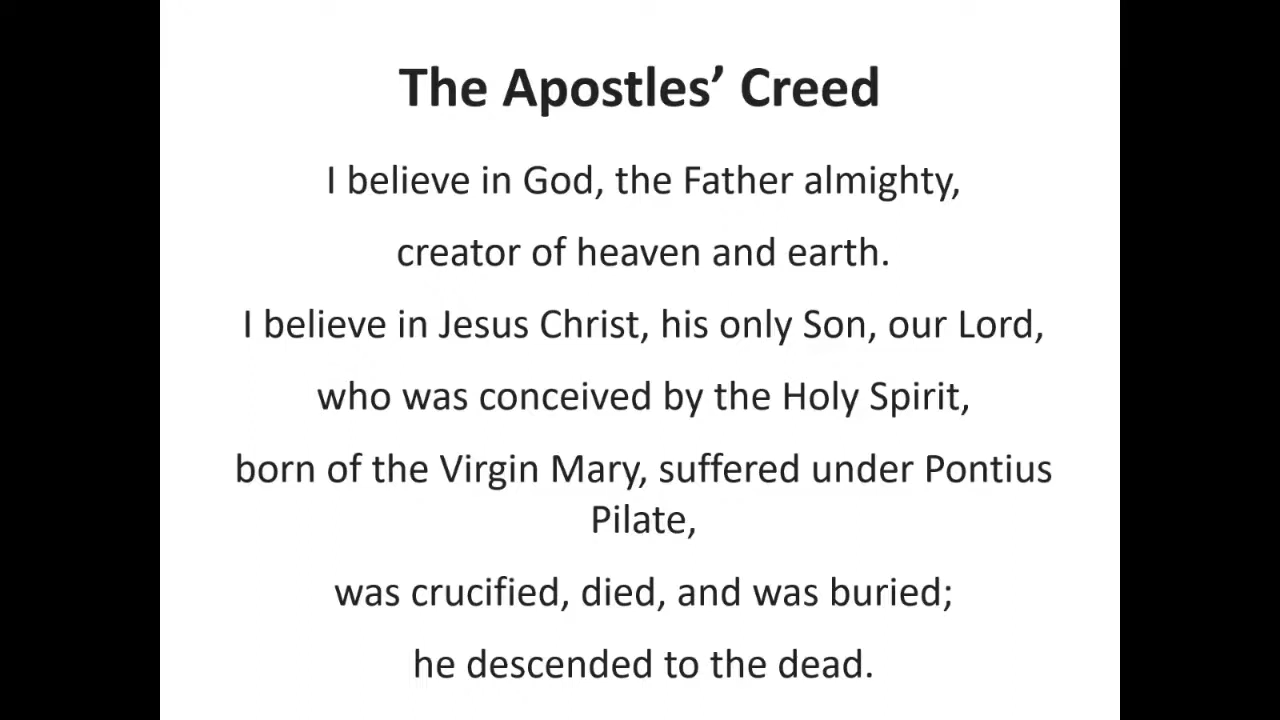 The Apostles’ Creed
I believe in God, the Father almighty,
creator of heaven and earth.
I believe in Jesus Christ, his only Son, our Lord,
who was conceived by the Holy Spirit,
born of the Virgin Mary, suffered under Pontius
Pilate,
was crucified, died, and was buried;
he descended to the dead.